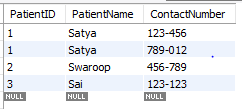 PatientID PatientName ContactNumber
1 Satya 123-456
1 Satya 789-012
2 Swaroop 456-789
3 Sai 123-123
NULL NULL NULL